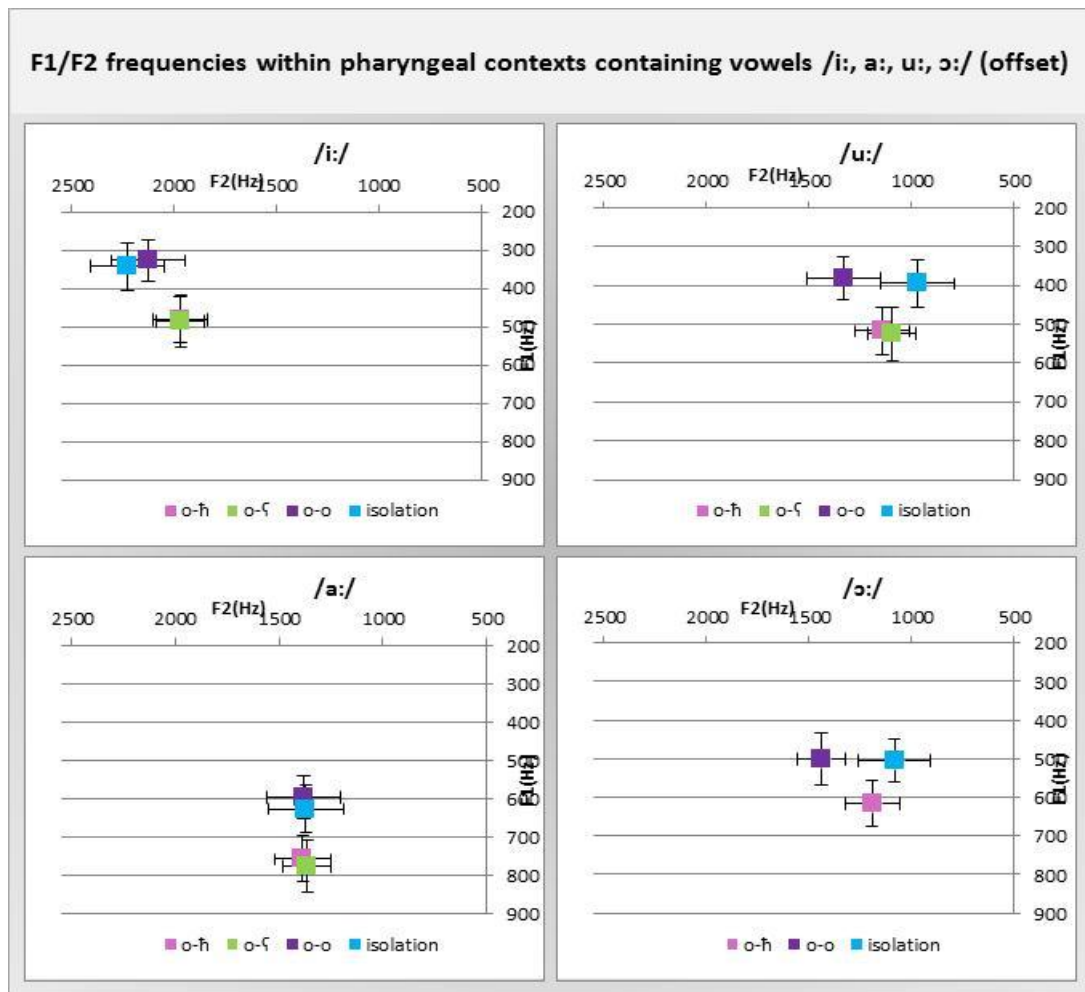 F1/F2 frequencies within pharyngeal contexts containing vowels /i:, a:, u:, ɔ:/ (offset)
/i:/
F2(Hz)
2500 2000 1500 1000 500
200
300
400
500
600
700
800
900
F1(Hz)
o-ħ o-ʕ o-o isolation
/u:/
F2(Hz)
2500 2000 1500 1000 500
200
300
400
500
600
700
800
900
F1(Hz)
o-ħ o-ʕ o-o isolation
/a:/
F2(Hz)
2500 2000 1500 1000 500
200
300
400
500
600
700
800
900
F1(Hz)
o-ħ o-ʕ o-o isolation
/ɔ:/
F2(Hz)
2500 2000 1500 1000 500
200
300
400
500
600
700
800
900
F1(Hz)
o-ħ o-o isolation